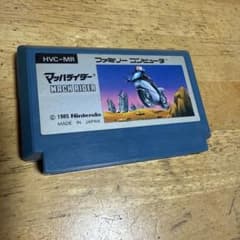 HVC-MR
ファミリー コンピュータ
マッハライダー
MACH RIDER
© 1985 Nintendo
MADE IN JAPAN